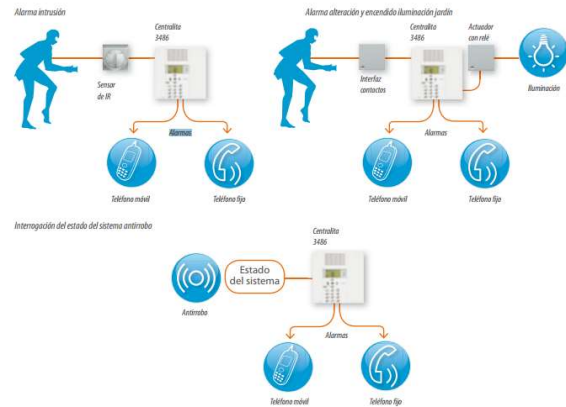 Alarma intrusión
Centralita
3486
Sensor
de IR
Alarmas
Teléfono móvil
Teléfono fijo
Alarma alteración y encendido iluminación jardín
Centralita
3486
Actuador
con relé
Interfaz
contactos
Iluminación
Alarmas
Teléfono móvil
Teléfono fijo
Interrogación del estado del sistema antirrobo
Centralita
3486
Estado
del sistema
Antirrobo
Alarmas
Teléfono móvil
Teléfono fijo